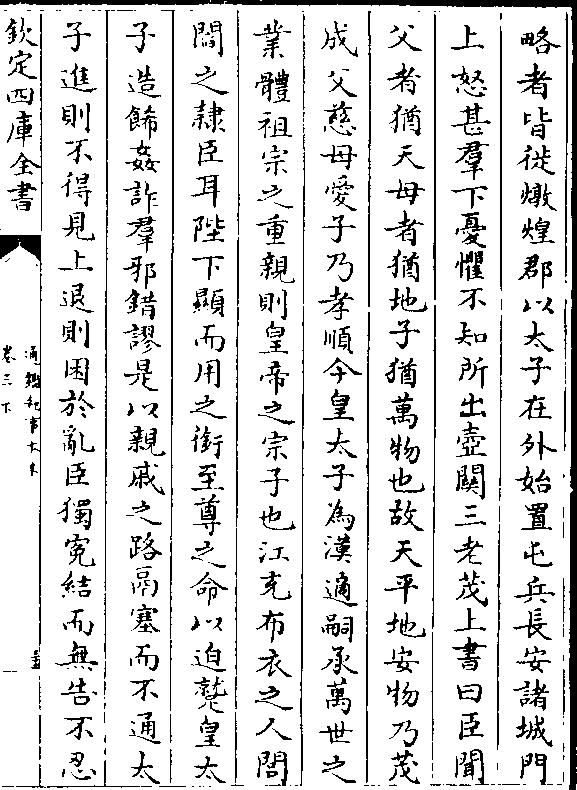 略者皆徙燉煌郡以太子在外始置屯兵長安諸城門
上怒甚羣下憂懼不知所出壺關三老茂上書曰臣聞
父者猶天母者猶地子猶萬物也故天平地安物乃茂
成父慈母愛子乃孝順今皇太子為漢適嗣承萬世之
業體祖宗之重親則皇帝之宗子也江充布衣之人閭
閻之隷臣耳陛下顯而用之銜至尊之命以迫蹵皇太
子造飾姦詐羣邪錯謬是以親戚之路鬲塞而不通太
子進則不得見上退則困於亂臣獨寃結而無告不忍
欽定四庫全書
通鑑紀事本末
卷三下